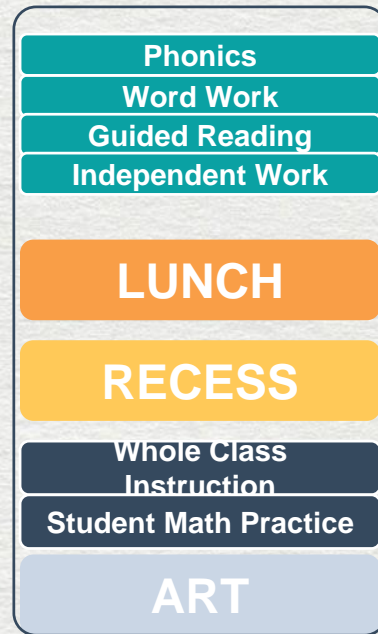 Phonics
Word Work
Guided Reading
Independent Work
LUNCH
RECESS
Whole Class
Instruction
Student Math Practice
ART